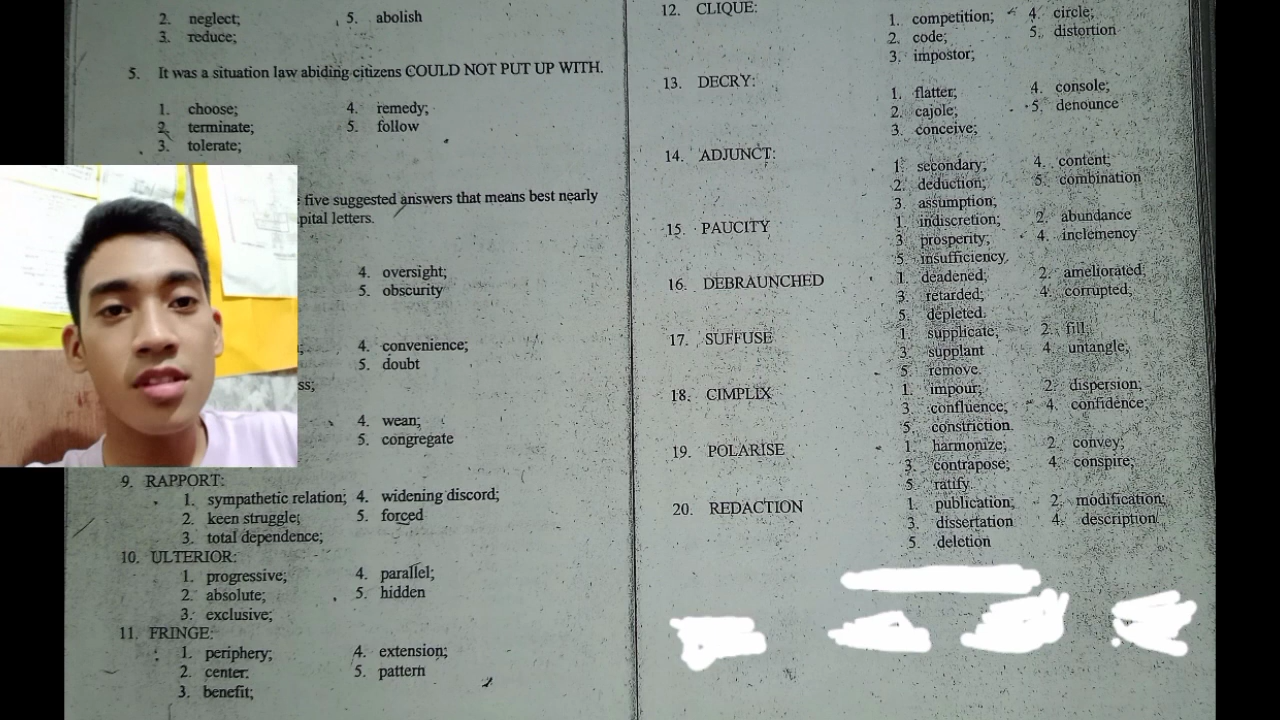 2. neglect; 5. abolish
3. reduce;
5. It was a situation law abiding citizens COULD NOT PUT UP WITH.
1. choose; 4. remedy;
2. terminate; 5. follow
3. tolerate;
five suggested answers that means best nearly
pital letters.
4. oversight;
5. obscurity
4. convenience;
5. doubt
ss;
4. wean;
5. congregate
9. RAPPORT:
1. sympathetic relation; 4. widening discord;
2. keen struggle; 5. forced
3. total dependence;
10. ULTERIOR:
1. progressive; 4. parallel;
2. absolute; 5. hidden
3. exclusive;
11. FRINGE:
1. periphery; 4. extension;
2. center; 5. pattern
3. benefit;
12. CLIQUE:
1. competition; 4. circle;
2. code; 5. distortion
3. impostor;
13. DECRY:
1. flatter; 4. console;
2. cajole; 5. denounce
3. conceive;
14. ADJUNCT:
1. secondary; 4. content;
2. deduction; 5. combination
3. assumption;
15. PAUCITY
1. indiscretion; 2. abundance
3. prosperity; 4. inclemency
5. insufficiency.
16. DEBRAUNCHED
1. deadened; 2. ameliorated;
3. retarded; 4. corrupted;
5. depleted.
17. SUFFUSE
1. supplicate; 2. fill;
3. supplant 4. untangle;
5. remove.
18. CIMPLIX
1. impour; 2. dispersion;
3. confluence; 4. confidence;
5. constriction.
19. POLARISE
1. harmonize; 2. convey;
3. contrapose; 4. conspire;
5. ratify
20. REDACTION
1. publication; 2. modification;
3. dissertation 4. description
5. deletion